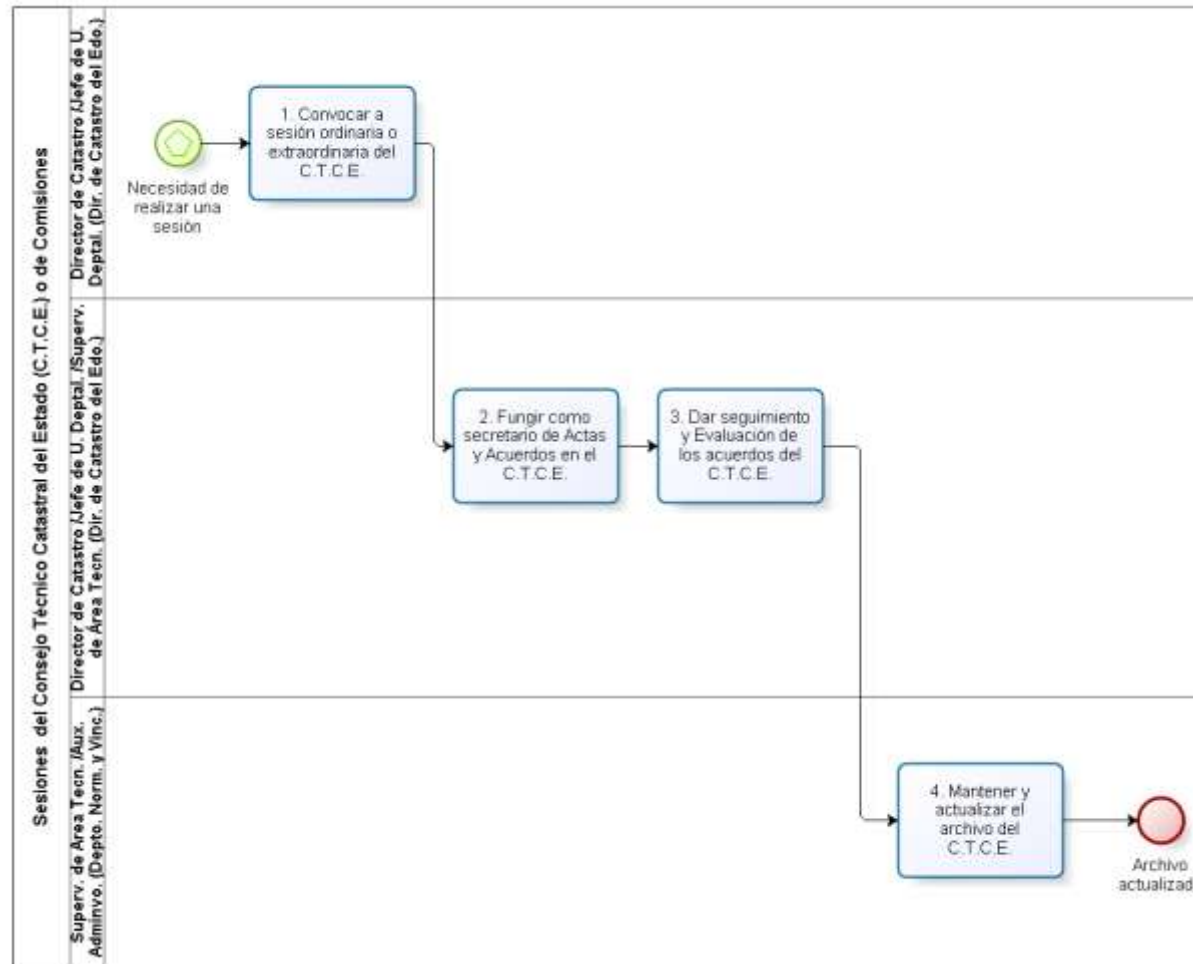 Sesiones del Consejo Técnico Catastral del Estado (C.T.C.E.) o de Comisiones
Director de Catastro /Jefe de U.
Deptal. (Dir. de Catastro del Edo.)
Necesidad de
realizar una
sesión
1. Convocar a
sesión ordinaria o
extraordinaria del
C.T.C.E.
Director de Catastro /Jefe de U. Deptal. /Superv.
de Área Tecn. (Dir. de Catastro del Edo.)
2. Fungir como
secretario de Actas
y Acuerdos en el
C.T.C.E.
3. Dar seguimiento
y Evaluación de
los acuerdos del
C.T.C.E.
Superv. de Area Tecn. /Aux.
Adminvo. (Depto. Norm. y Vinc.)
4. Mantener y
actualizar el
archivo del
C.T.C.E.
Archivo
actualizad